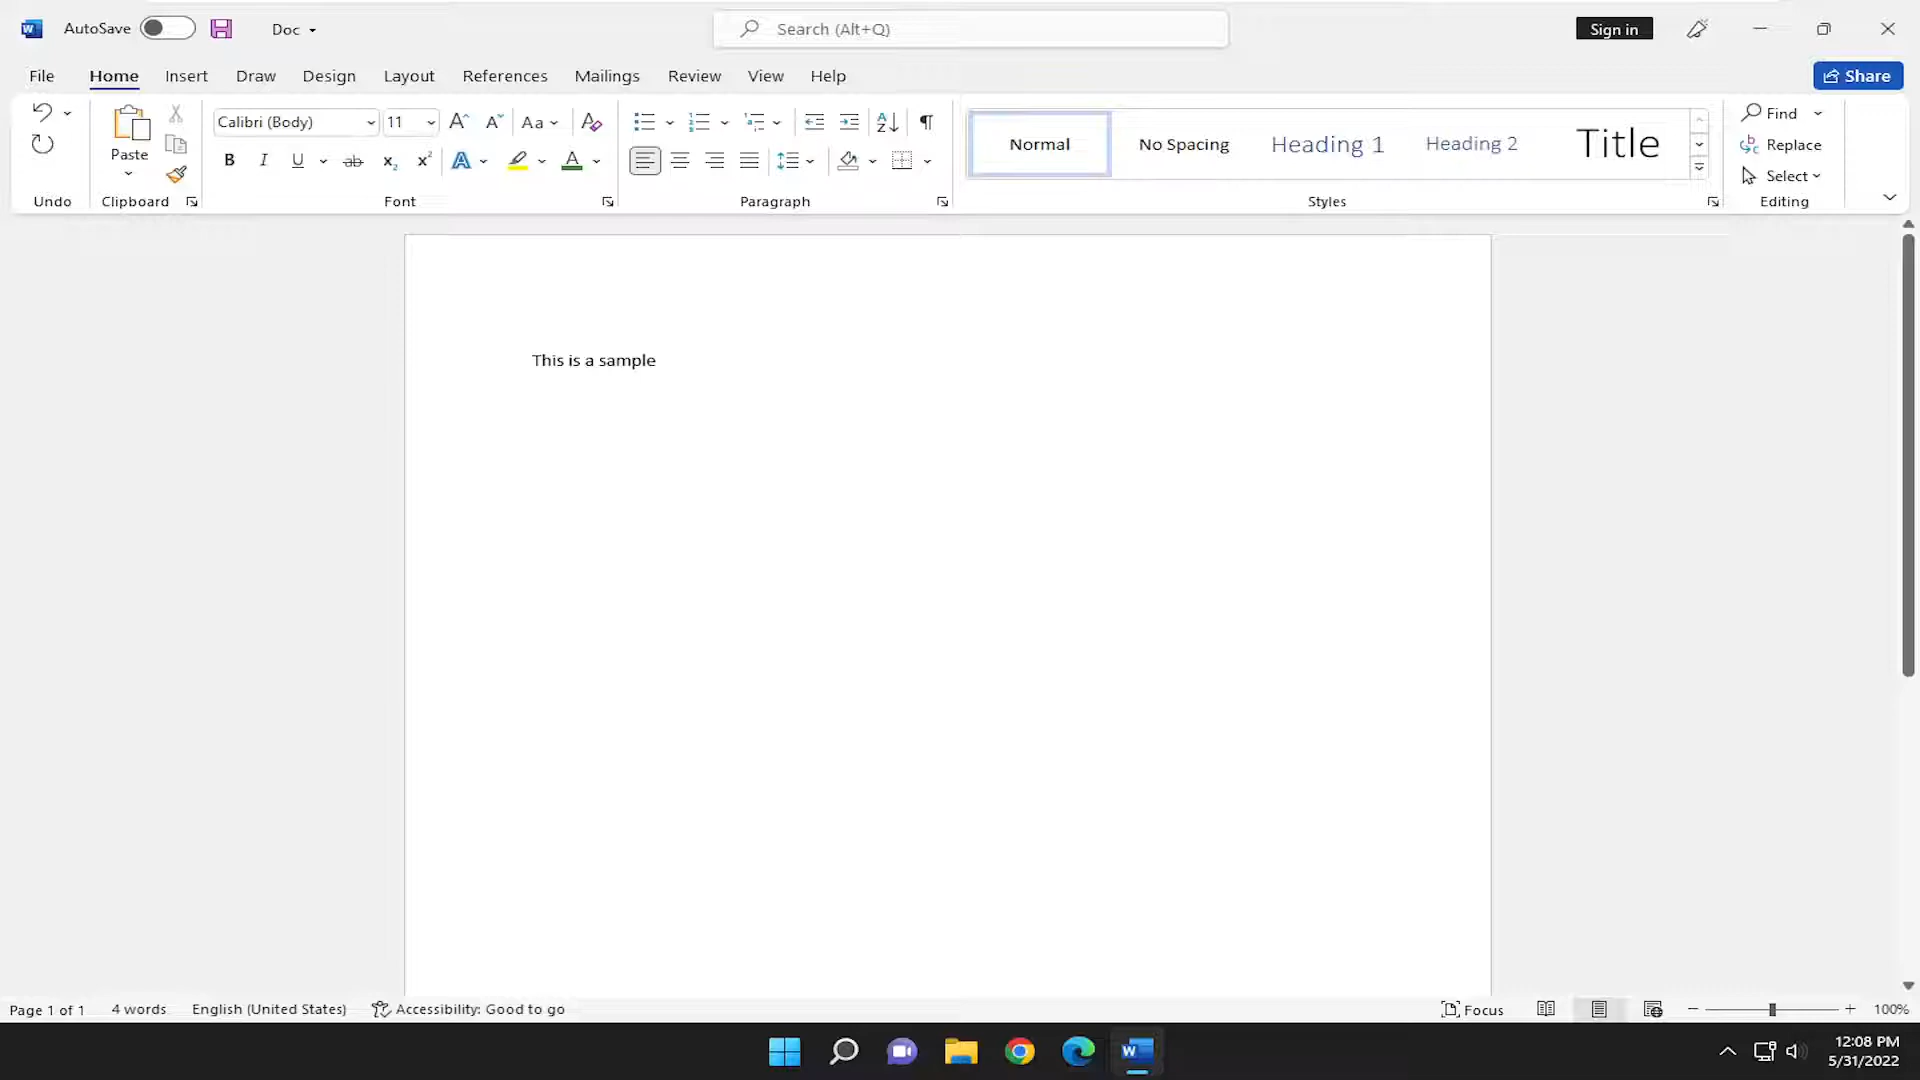 AutoSave Doc Search (Alt+Q) Sign in
File Home Insert Draw Design Layout References Mailings Review View Help Share
Calibri (Body) 11 Aa Find
Paste Normal No Spacing Heading 1 Heading 2 Title Replace
B I U ab x₂ x² A A Select
Undo Clipboard Font Paragraph Styles Editing
This is a sample
Page 1 of 1 4 words English (United States) Accessibility: Good to go Focus 100%
12:08 PM
5/31/2022